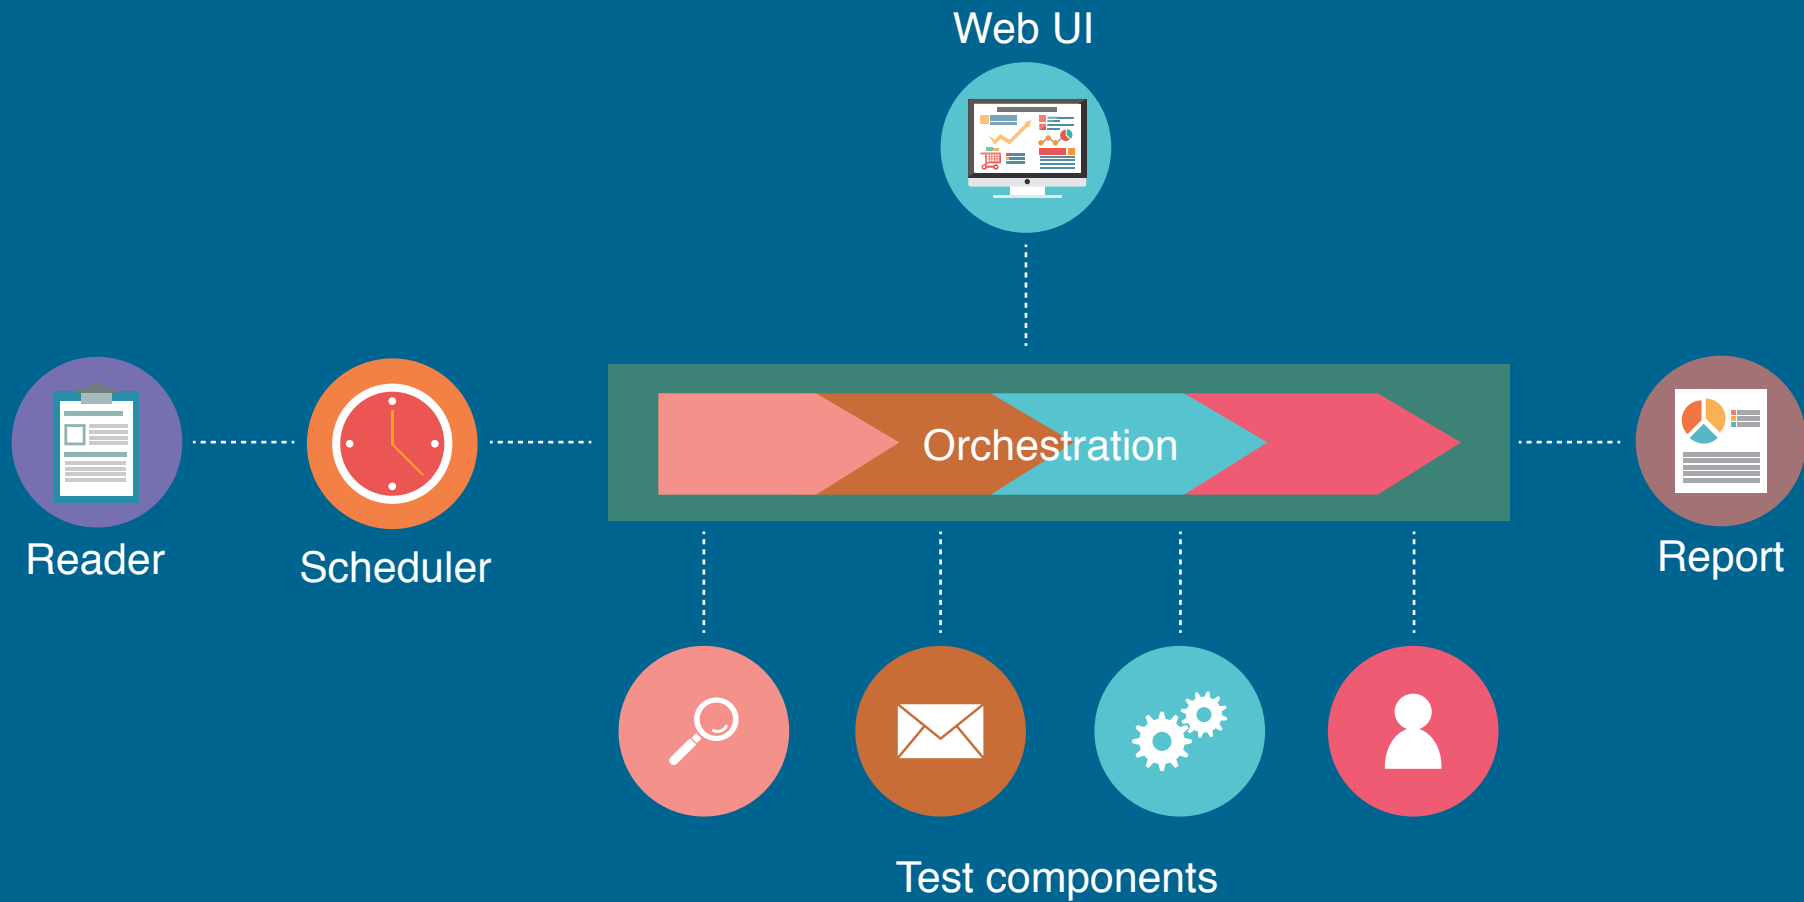 Web UI
Orchestration
Reader
Scheduler
Report
Test components